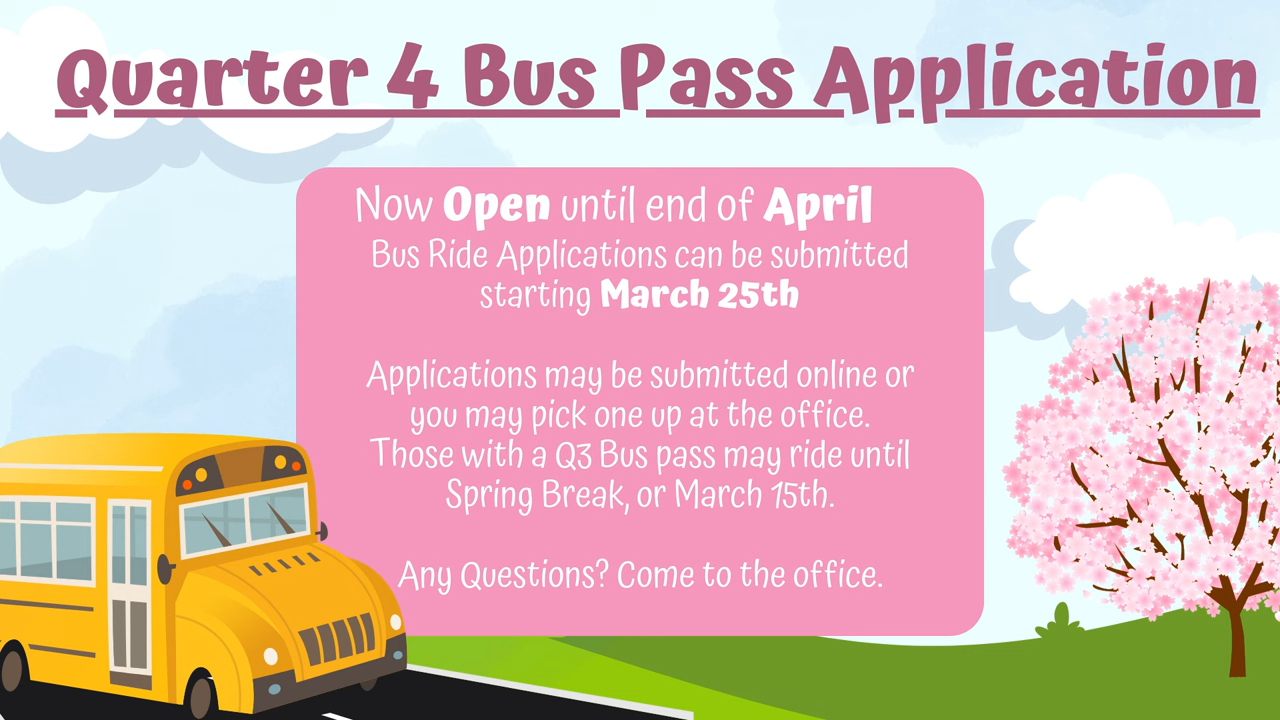 Quarter 4 Bus Pass Application
Now Open until end of April
Bus Ride Applications can be submitted
starting March 25th
Applications may be submitted online or
you may pick one up at the office.
Those with a Q3 Bus pass may ride until
Spring Break, or March 15th.
Any Questions? Come to the office.